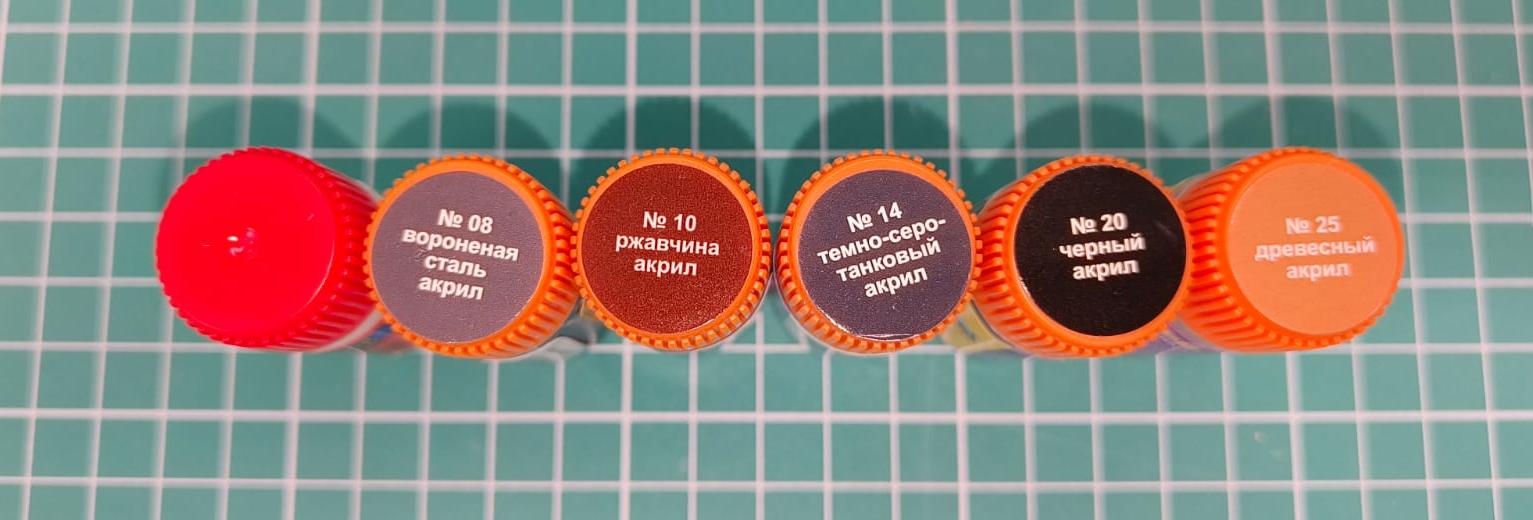 № 08
вороненая
сталь
акрил
№ 10
ржавчина
акрил
№ 14
темно-серо-
танковый
акрил
№ 20
черный
акрил
№ 25
древесный
акрил